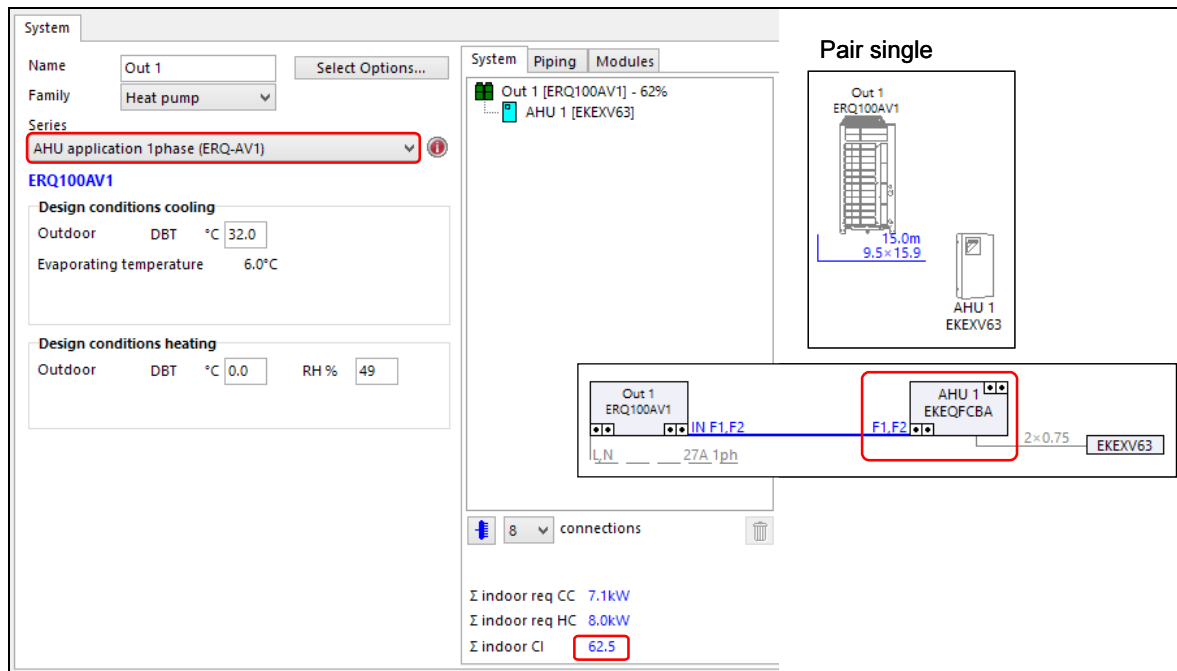 System
Name
Out 1
Select Options...
Family
Heat pump
Series
AHU application 1phase (ERQ-AV1)
ERQ100AV1
Design conditions cooling
Outdoor DBT °C 32.0
Evaporating temperature 6.0°C
Design conditions heating
Outdoor DBT °C 0.0 RH % 49
System Piping Modules
Out 1 [ERQ100AV1] - 62%
AHU 1 [EKEXV63]
8 connections
Σ indoor req CC 7.1kW
Σ indoor req HC 8.0kW
Σ indoor CI 62.5
Pair single
Out 1
ERQ100AV1
15.0m
9.5×15.9
AHU 1
EKEXV63
Out 1
ERQ100AV1
IN F1,F2
L,N 27A 1ph
AHU 1
EKEQFCBA
F1,F2
2×0.75
EKEXV63